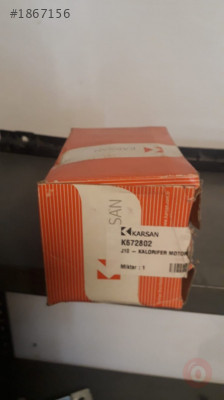 #1867156
SAN
KARSAN
K672802
J10 - KALORIFER MOTOR
Miktar : 1